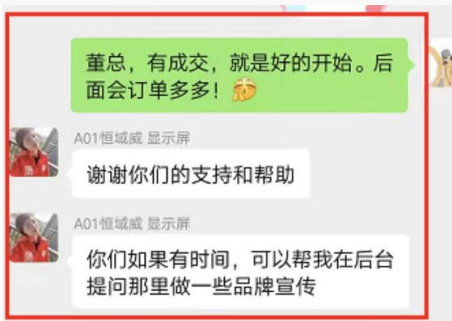 董总，有成交，就是好的开始。后
面会订单多多！
A01恒域威 显示屏
谢谢你们的支持和帮助
A01恒域威 显示屏
你们如果有时间，可以帮我在后台
提问那里做一些品牌宣传